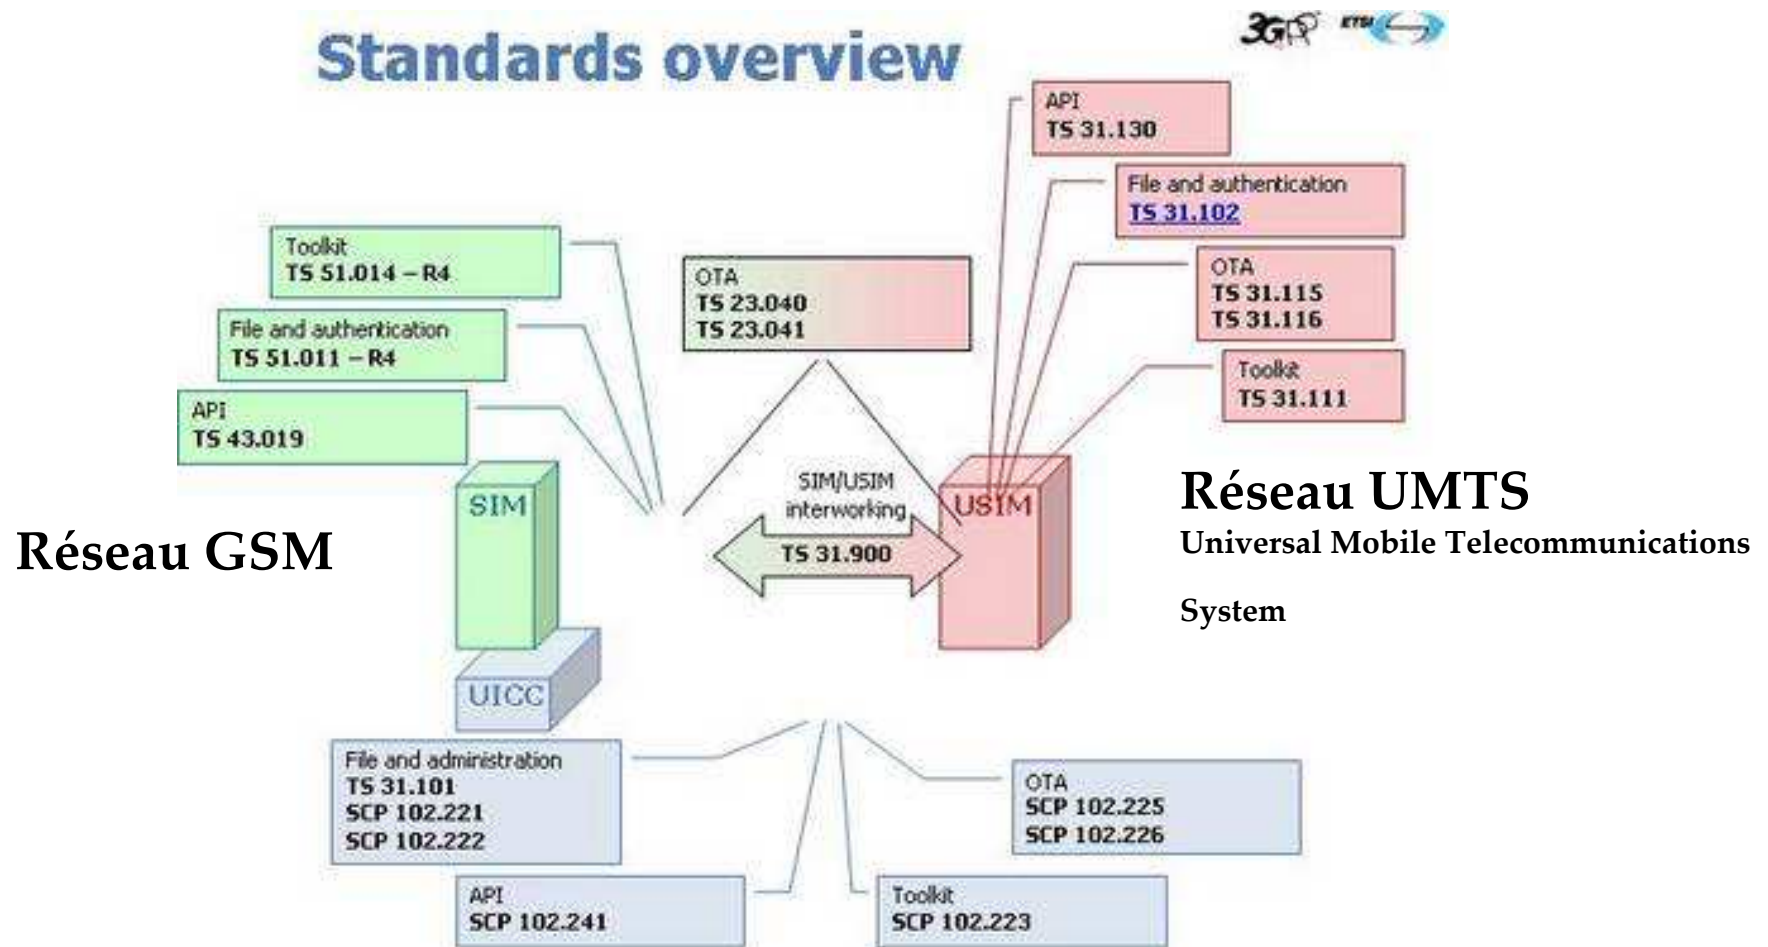 3GPP
ETSI
Standards overview
API
TS 31.130
File and authentication
TS 31.102
Toolkit
TS 51.014 – R4
OTA
TS 23.040
TS 23.041
OTA
TS 31.115
TS 31.116
File and authentication
TS 51.011 – R4
Toolkit
TS 31.111
API
TS 43.019
SIM
SIM/USIM
interworking
TS 31.900
USIM
Réseau GSM
Réseau UMTS
Universal Mobile Telecommunications
System
UICC
File and administration
TS 31.101
SCP 102.221
SCP 102.222
OTA
SCP 102.225
SCP 102.226
API
SCP 102.241
Toolkit
SCP 102.223